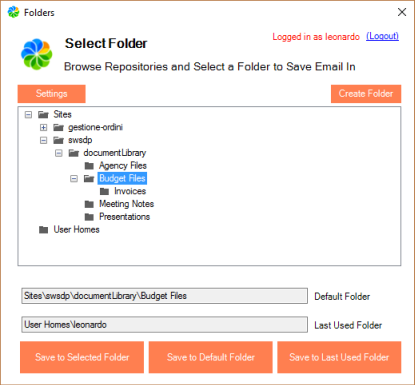 Folders
Select Folder
Logged in as leonardo (Logout)
Browse Repositories and Select a Folder to Save Email In
Settings
Create Folder
Sites
gestione-ordini
swsdp
documentLibrary
Agency Files
Budget Files
Invoices
Meeting Notes
Presentations
User Homes
Sites\swsdp\documentLibrary\Budget Files
Default Folder
User Homes\leonardo
Last Used Folder
Save to Selected Folder
Save to Default Folder
Save to Last Used Folder